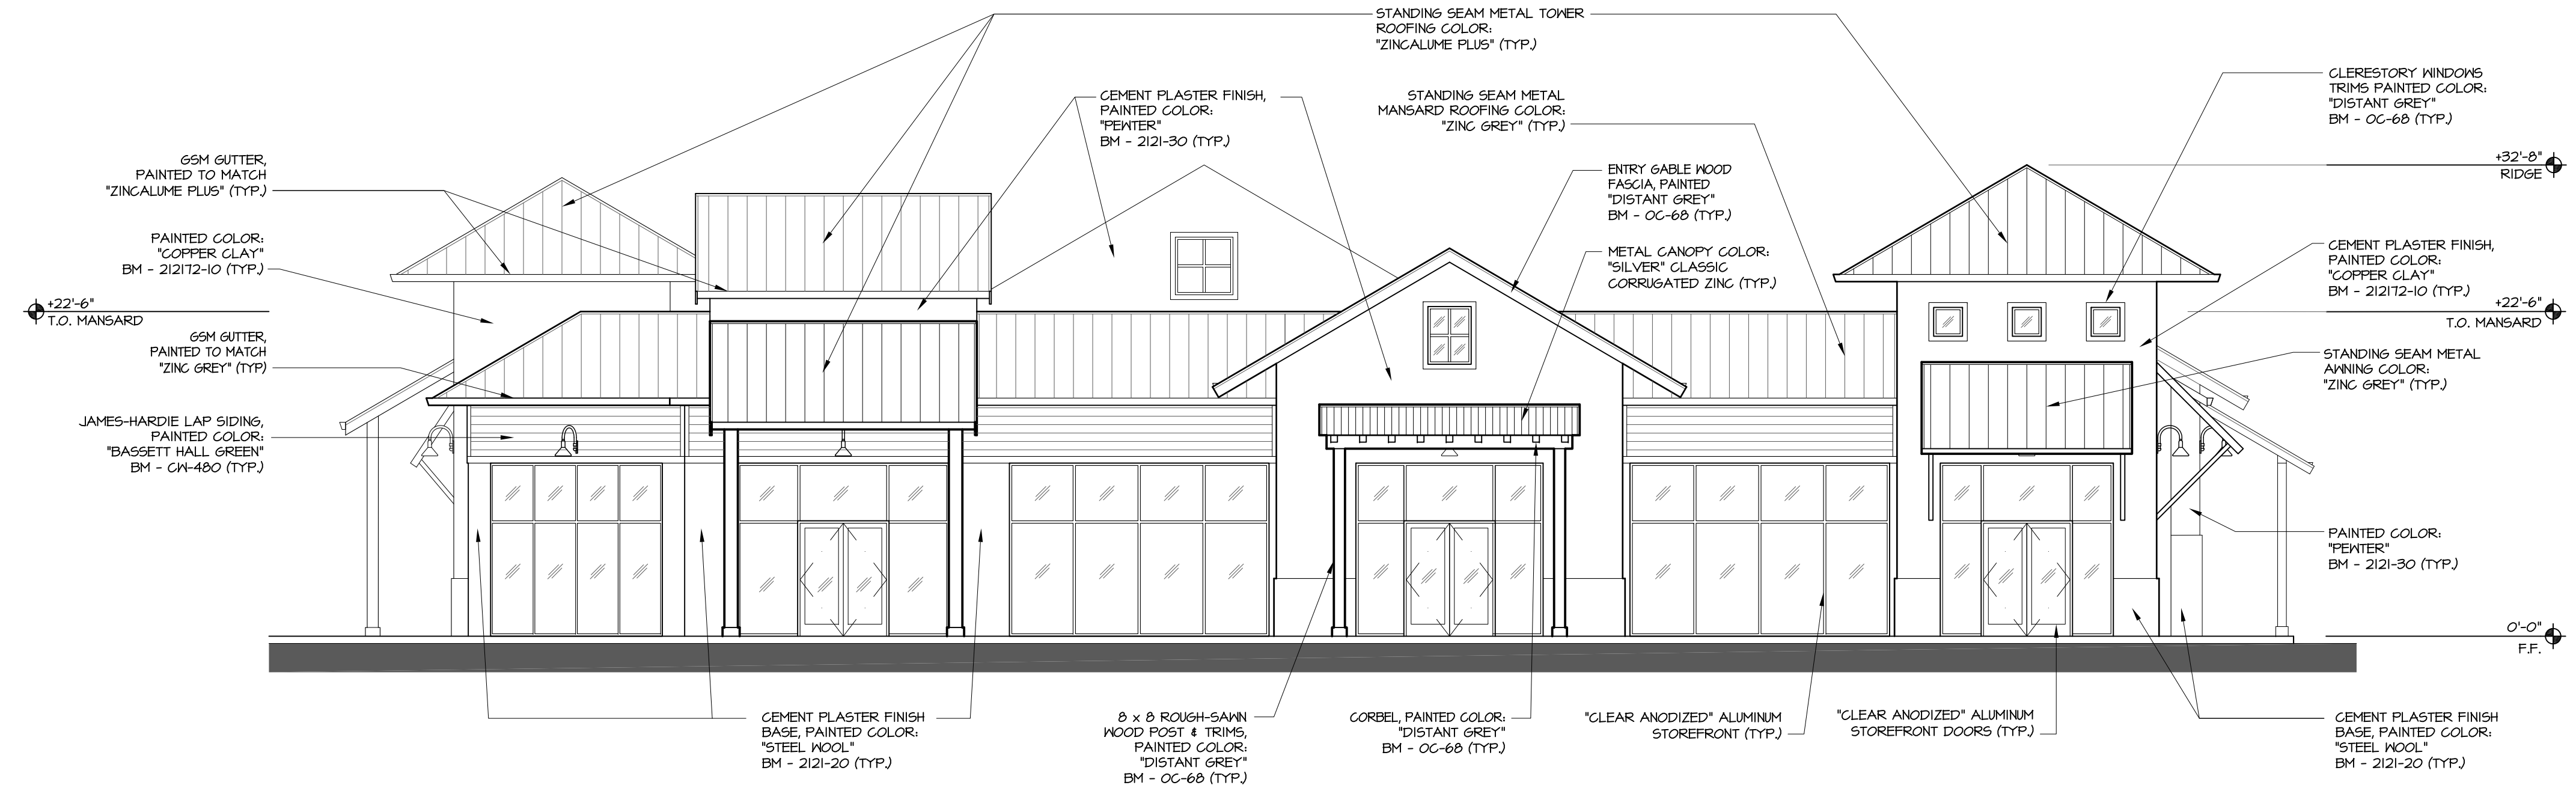 STANDING SEAM METAL TOWER
ROOFING COLOR:
"ZINCALUME PLUS" (TYP.)
CLERESTORY WINDOWS
TRIMS PAINTED COLOR:
"DISTANT GREY"
BM - OC-68 (TYP.)
CEMENT PLASTER FINISH,
PAINTED COLOR:
"PEWTER"
BM - 2121-30 (TYP.)
STANDING SEAM METAL
MANSARD ROOFING COLOR:
"ZINC GREY" (TYP.)
GSM GUTTER,
PAINTED TO MATCH
"ZINCALUME PLUS" (TYP.)
ENTRY GABLE WOOD
FASCIA, PAINTED
"DISTANT GREY"
BM - OC-68 (TYP.)
+32'-8"
RIDGE
PAINTED COLOR:
"COPPER CLAY"
BM - 212172-10 (TYP.)
METAL CANOPY COLOR:
"SILVER" CLASSIC
CORRUGATED ZINC (TYP.)
CEMENT PLASTER FINISH,
PAINTED COLOR:
"COPPER CLAY"
BM - 212172-10 (TYP.)
+22'-6"
T.O. MANSARD
+22'-6"
T.O. MANSARD
GSM GUTTER,
PAINTED TO MATCH
"ZINC GREY" (TYP)
STANDING SEAM METAL
AWNING COLOR:
"ZINC GREY" (TYP.)
JAMES-HARDIE LAP SIDING,
PAINTED COLOR:
"BASSETT HALL GREEN"
BM - CW-480 (TYP.)
PAINTED COLOR:
"PEWTER"
BM - 2121-30 (TYP.)
0'-0"
F.F.
CEMENT PLASTER FINISH
BASE, PAINTED COLOR:
"STEEL WOOL"
BM - 2121-20 (TYP.)
8 x 8 ROUGH-SAWN
WOOD POST & TRIMS,
PAINTED COLOR:
"DISTANT GREY"
BM - OC-68 (TYP.)
CORBEL, PAINTED COLOR:
"DISTANT GREY"
BM - OC-68 (TYP.)
"CLEAR ANODIZED" ALUMINUM
STOREFRONT (TYP.)
"CLEAR ANODIZED" ALUMINUM
STOREFRONT DOORS (TYP.)
CEMENT PLASTER FINISH
BASE, PAINTED COLOR:
"STEEL WOOL"
BM - 2121-20 (TYP.)